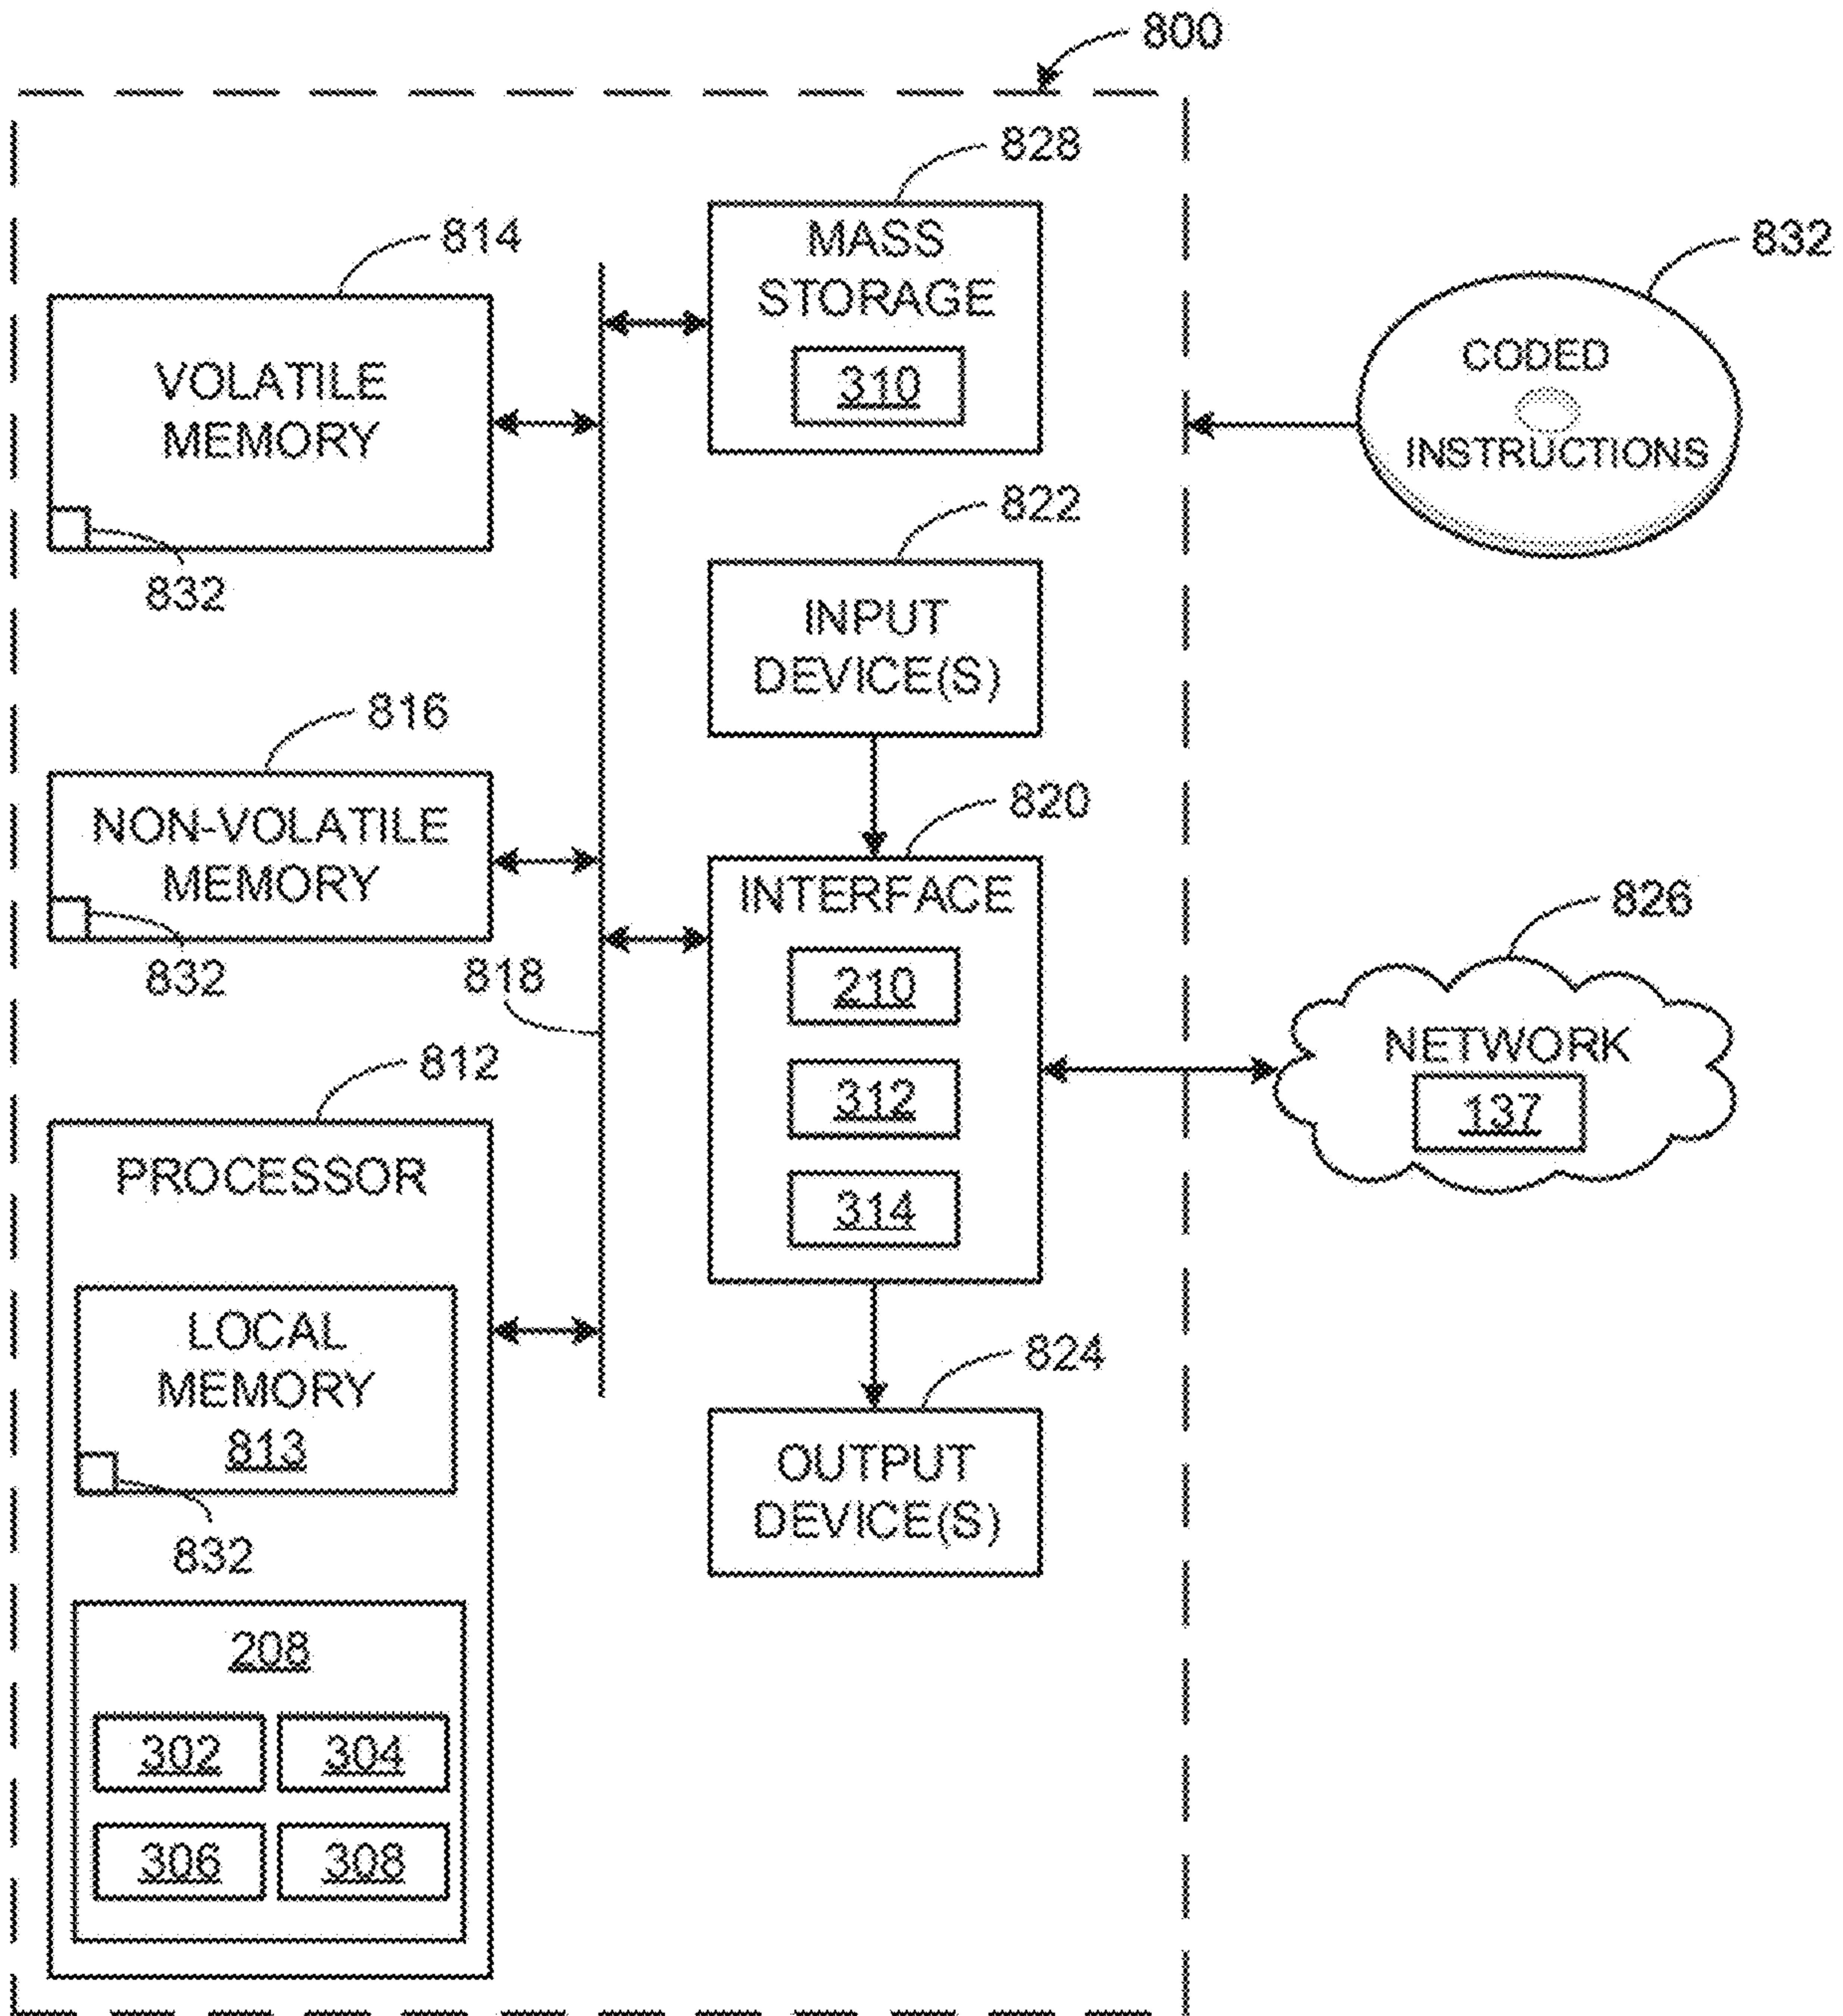 800
828
MASS
STORAGE
310
814
VOLATILE
MEMORY
832
832
CODED
INSTRUCTIONS
822
INPUT
DEVICE(S)
816
NON-VOLATILE
MEMORY
832
818
820
INTERFACE
210
312
314
826
NETWORK
137
812
PROCESSOR
LOCAL
MEMORY
813
832
824
OUTPUT
DEVICE(S)
208
302
304
306
308